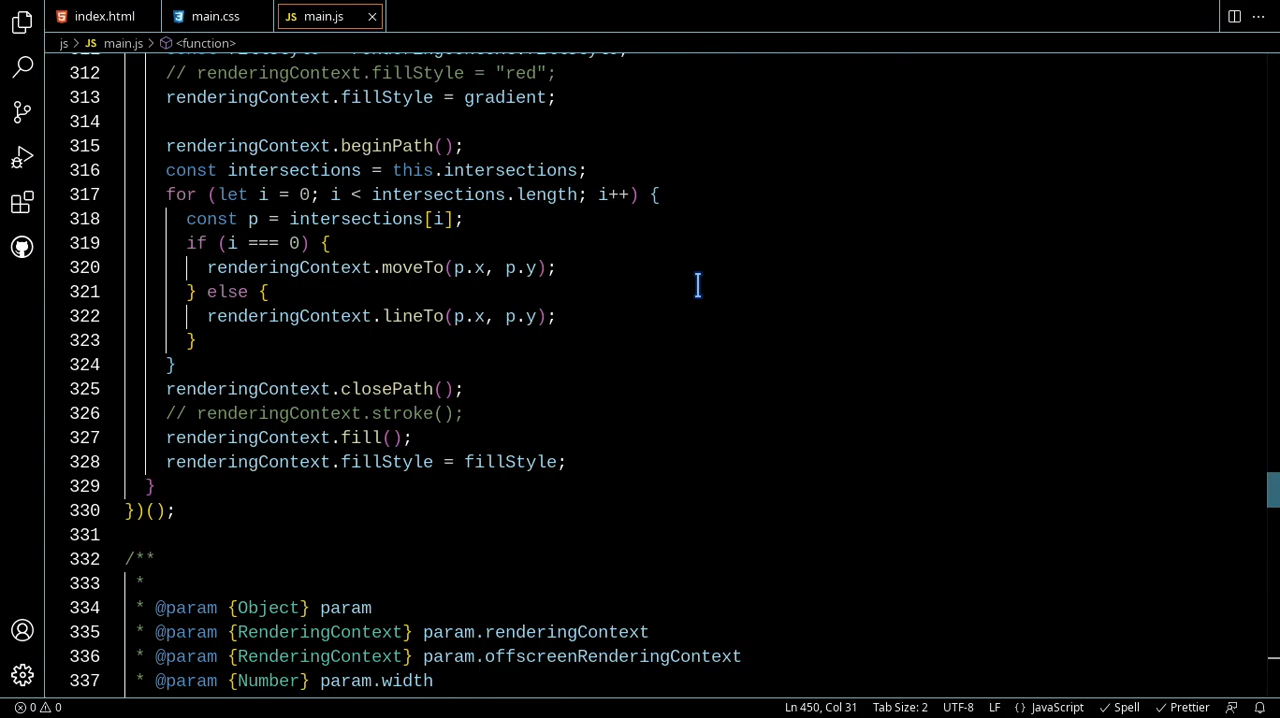 index.html
main.css
JS main.js
js > JS main.js > <function>
312 // renderingContext.fillStyle = "red";
313 renderingContext.fillStyle = gradient;
314
315 renderingContext.beginPath();
316 const intersections = this.intersections;
317 for (let i = 0; i < intersections.length; i++) {
318 const p = intersections[i];
319 if (i === 0) {
320 renderingContext.moveTo(p.x, p.y);
321 } else {
322 renderingContext.lineTo(p.x, p.y);
323 }
324 }
325 renderingContext.closePath();
326 // renderingContext.stroke();
327 renderingContext.fill();
328 renderingContext.fillStyle = fillStyle;
329 }
330 })();
331
332 /**
333 *
334 * @param {Object} param
335 * @param {RenderingContext} param.renderingContext
336 * @param {RenderingContext} param.offscreenRenderingContext
337 * @param {Number} param.width
0 0 Ln 450, Col 31 Tab Size: 2 UTF-8 LF {} JavaScript Spell Prettier